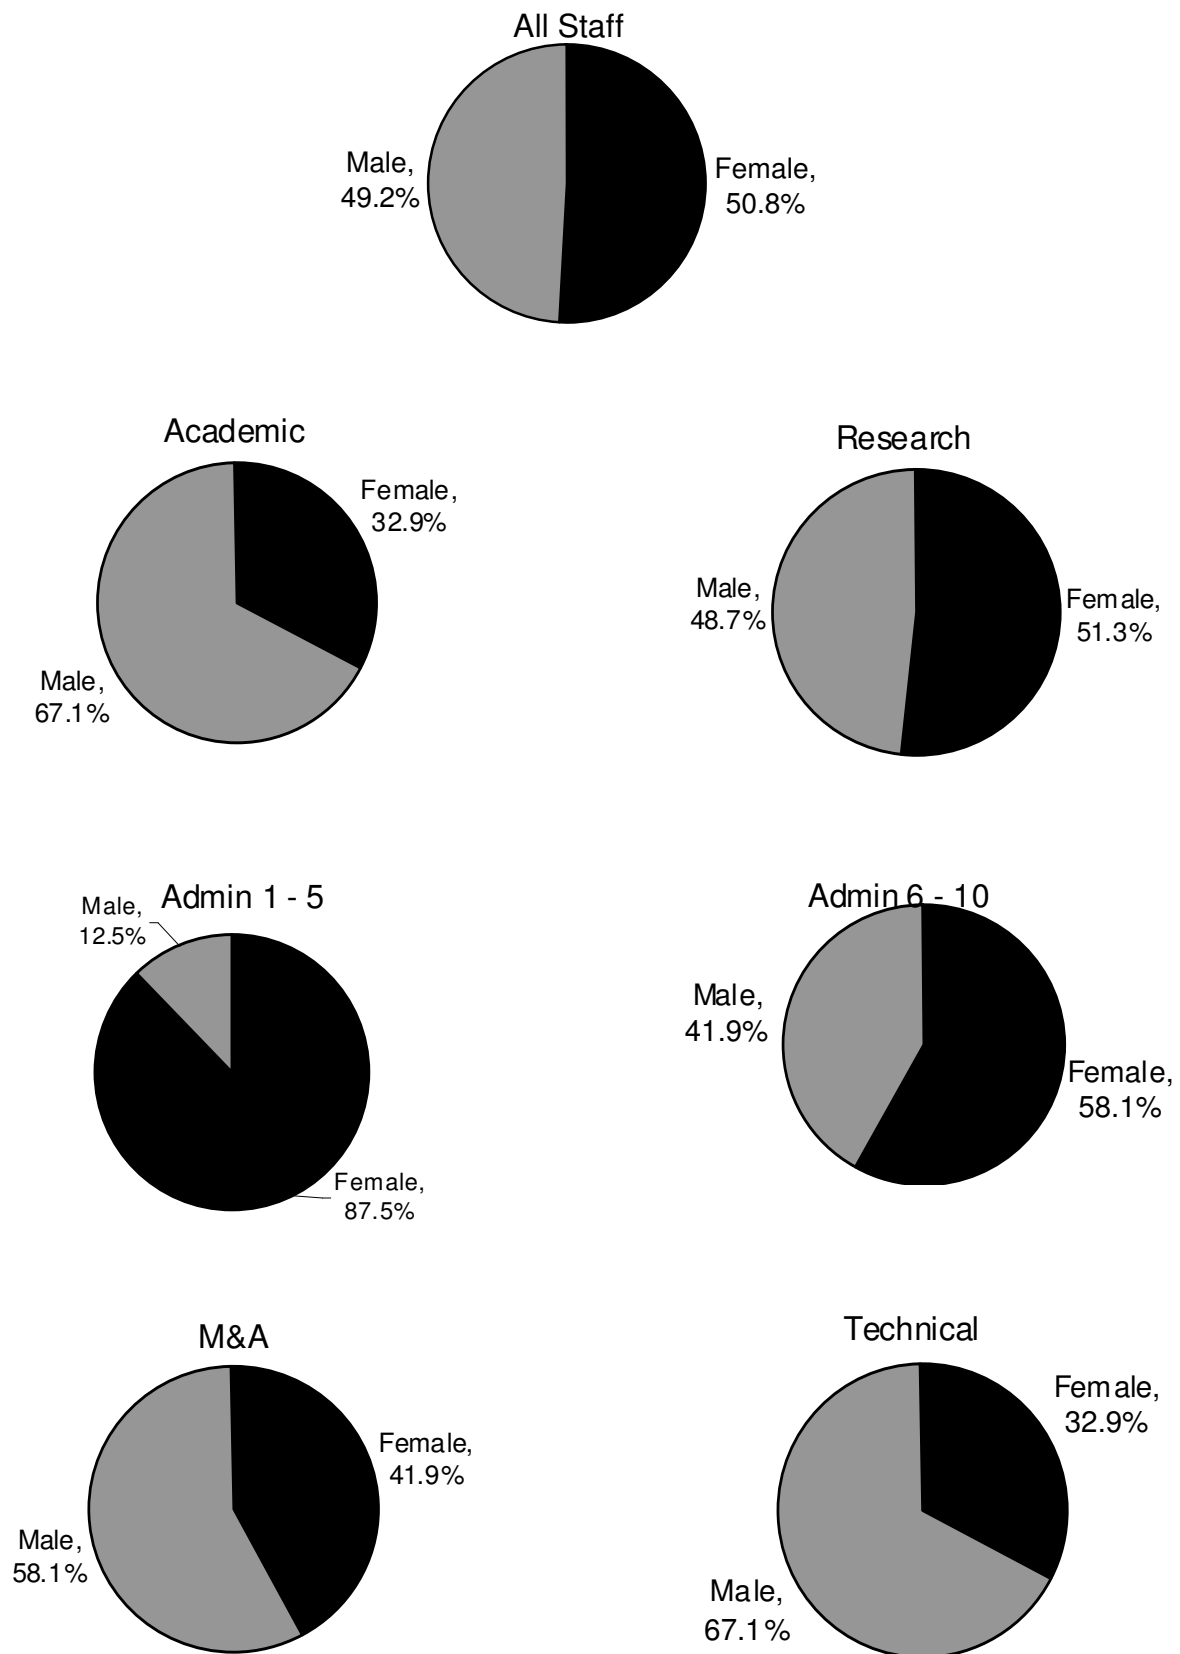 All Staff
Male,
49.2%
Female,
50.8%
Academic
Female,
32.9%
Male,
67.1%
Research
Male,
48.7%
Female,
51.3%
Admin 1 - 5
Male,
12.5%
Female,
87.5%
Admin 6 - 10
Male,
41.9%
Female,
58.1%
M&A
Female,
41.9%
Male,
58.1%
Technical
Female,
32.9%
Male,
67.1%